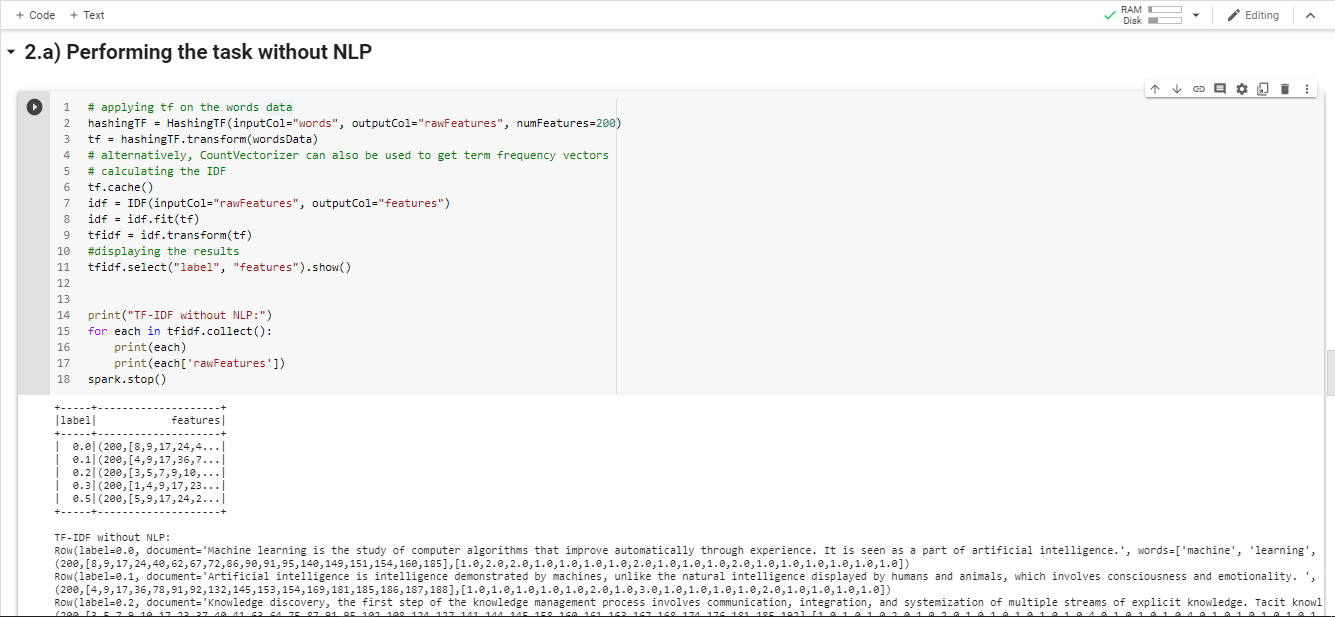 + Code + Text
RAM
Disk
Editing
2.a) Performing the task without NLP
1 # applying tf on the words data
2 hashingTF = HashingTF(inputCol="words", outputCol="rawFeatures", numFeatures=200)
3 tf = hashingTF.transform(wordsData)
4 # alternatively, CountVectorizer can also be used to get term frequency vectors
5 # calculating the IDF
6 tf.cache()
7 idf = IDF(inputCol="rawFeatures", outputCol="features")
8 idf = idf.fit(tf)
9 tfidf = idf.transform(tf)
10 #displaying the results
11 tfidf.select("label", "features").show()
12
13
14 print("TF-IDF without NLP:")
15 for each in tfidf.collect():
16     print(each)
17     print(each['rawFeatures'])
18 spark.stop()
+-----+--------------------+
|label|            features|
+-----+--------------------+
|  0.0|(200,[8,9,17,24,4...|
|  0.1|(200,[4,9,17,36,7...|
|  0.2|(200,[3,5,7,9,10,...|
|  0.3|(200,[1,4,9,17,23...|
|  0.5|(200,[5,9,17,24,2...|
+-----+--------------------+
TF-IDF without NLP:
Row(label=0.0, document='Machine learning is the study of computer algorithms that improve automatically through experience. It is seen as a part of artificial intelligence.', words=['machine', 'learning',
(200,[8,9,17,24,40,62,67,72,86,90,91,95,140,149,151,154,160,185],[1.0,2.0,2.0,1.0,1.0,1.0,1.0,2.0,1.0,1.0,1.0,2.0,1.0,1.0,1.0,1.0,1.0,1.0])
Row(label=0.1, document='Artificial intelligence is intelligence demonstrated by machines, unlike the natural intelligence displayed by humans and animals, which involves consciousness and emotionality. ',
(200,[4,9,17,36,78,91,92,132,145,153,154,169,181,185,186,187,188],[1.0,1.0,1.0,1.0,1.0,2.0,1.0,3.0,1.0,1.0,1.0,1.0,2.0,1.0,1.0,1.0,1.0])
Row(label=0.2, document='Knowledge discovery, the first step of the knowledge management process involves communication, integration, and systemization of multiple streams of explicit knowledge. Tacit knowl